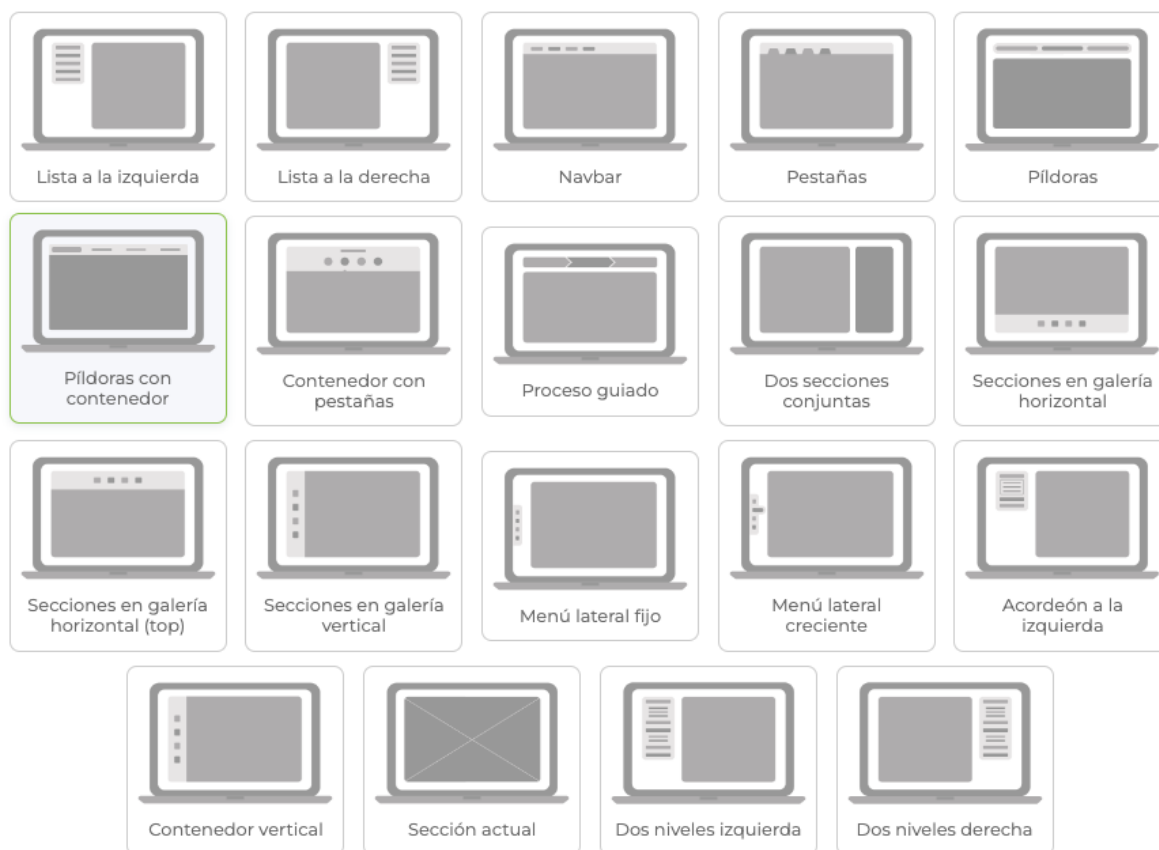 Lista a la izquierda
Lista a la derecha
Navbar
Pestañas
Píldoras
Píldoras con
contenedor
Contenedor con
pestañas
Proceso guiado
Dos secciones
conjuntas
Secciones en galería
horizontal
Secciones en galería
horizontal (top)
Secciones en galería
vertical
Menú lateral fijo
Menú lateral
creciente
Acordeón a la
izquierda
Contenedor vertical
Sección actual
Dos niveles izquierda
Dos niveles derecha